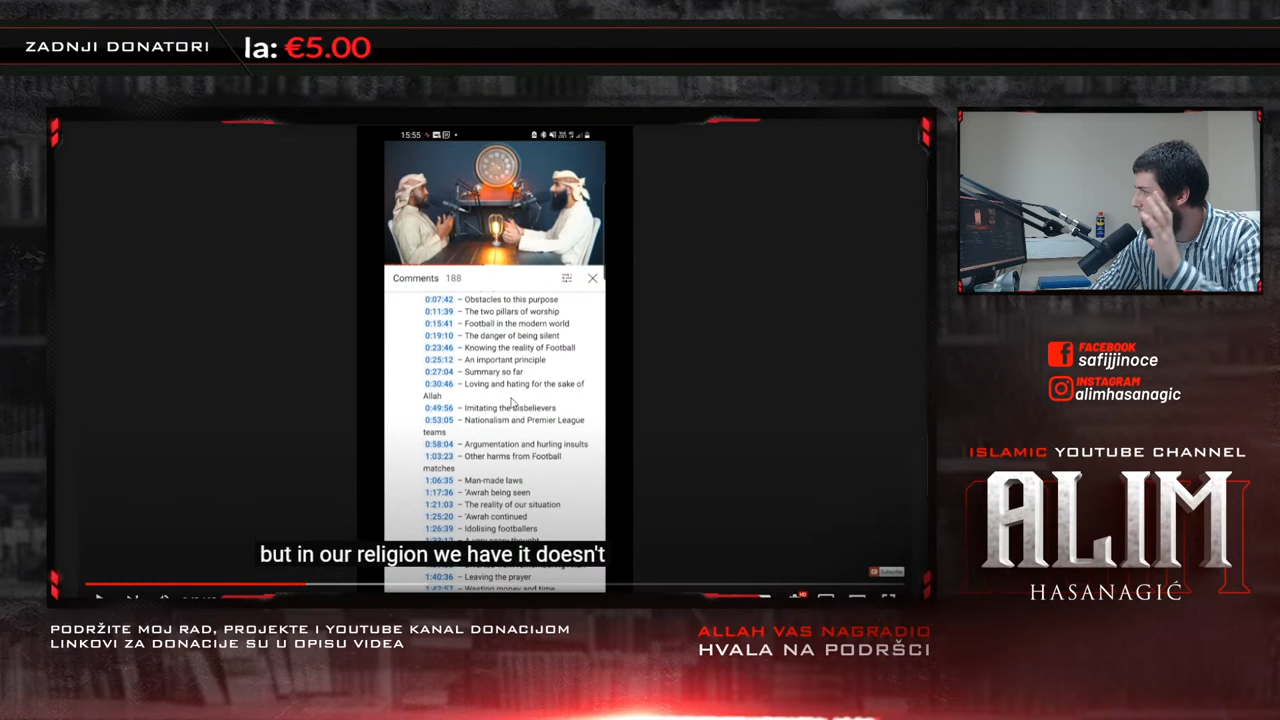 ZADNJI DONATORI
la: €5.00
15:55
Comments 188
0:07:42 – Obstacles to this purpose
0:11:39 – The two pillars of worship
0:15:41 – Football in the modern world
0:19:10 – The danger of being silent
0:23:46 – Knowing the reality of Football
0:25:12 – An important principle
0:27:04 – Summary so far
0:30:46 – Loving and hating for the sake of
Allah
0:49:56 – Imitating the disbelievers
0:53:05 – Nationalism and Premier League
teams
0:58:04 – Argumentation and hurling insults
1:03:23 – Other harms from Football
matches
1:06:35 – Man-made laws
1:17:36 – 'Awrah being seen
1:21:03 – The reality of our situation
1:25:20 – 'Awrah continued
1:26:39 – Idolising footballers
but in our religion we have it doesn't
1:40:36 – Leaving the prayer
Wasting money and time
Subscribe
FACEBOOK
safijjinoce
INSTAGRAM
alimhasanagic
ISLAMIC YOUTUBE CHANNEL
ALIM
HASANAGIĆ
PODRŽITE MOJ RAD, PROJEKTE I YOUTUBE KANAL DONACIJOM
LINKOVI ZA DONACIJE SU U OPISU VIDEA
ALLAH VAS NAGRADIO
HVALA NA PODRŠCI